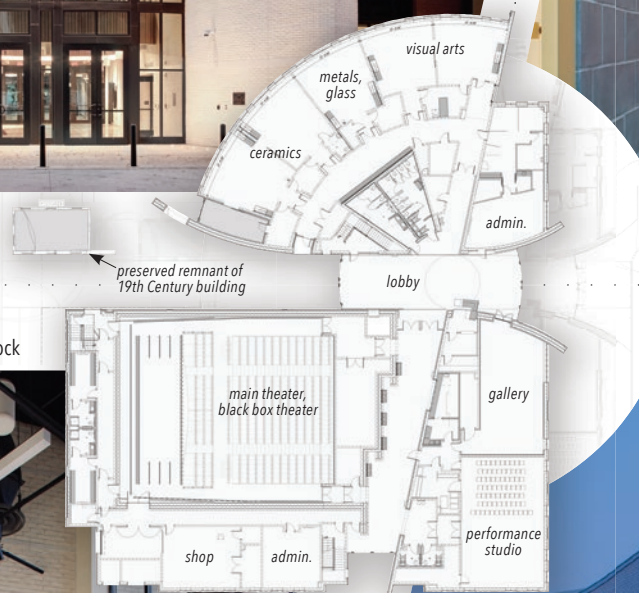 visual arts
metals,
glass
ceramics
admin.
preserved remnant of
19th Century building
lobby
ock
main theater,
black box theater
gallery
performance
studio
shop
admin.